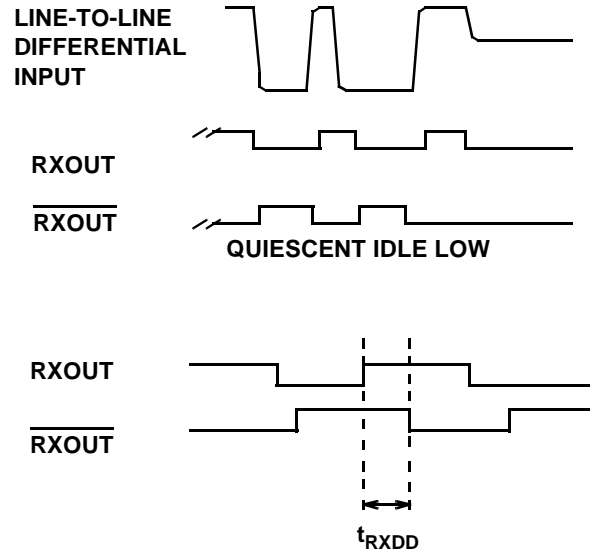 LINE-TO-LINE
DIFFERENTIAL
INPUT
RXOUT
RXOUT
QUIESCENT IDLE LOW
RXOUT
RXOUT
tRXDD